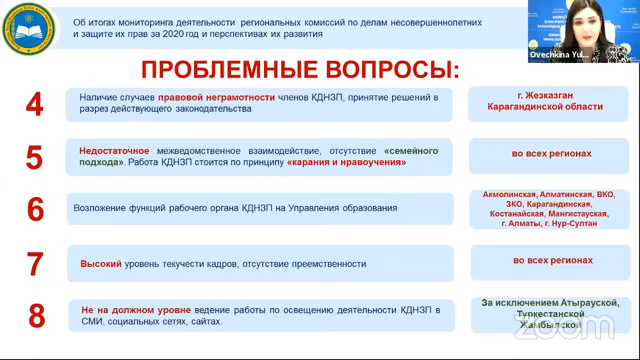 Об итогах мониторинга деятельности региональных комиссий по делам несовершеннолетних
и защите их прав за 2020 год и перспективах их развития
Ovechkina Yu
ПРОБЛЕМНЫЕ ВОПРОСЫ:
4
Наличие случаев правовой неграмотности членов КДНЗП, принятие решений в
разрез действующего законодательства
г. Жезказган
Карагандинской области
5
Недостаточное межведомственное взаимодействие, отсутствие «семейного
подхода». Работа КДНЗП стоится по принципу «карания и нравоучения»
во всех регионах
6
Возложение функций рабочего органа КДНЗП на Управления образования
Акмолинская, Алматинская, ВКО,
ЗКО, Карагандинская,
Костанайская, Мангистауская,
г. Алматы, г. Нур-Султан
7
Высокий уровень текучести кадров, отсутствие преемственности
во всех регионах
8
Не на должном уровне ведение работы по освещению деятельности КДНЗП в
СМИ, социальных сетях, сайтах.
За исключением Атырауской,
Туркестанской
Жамбылской
zoom